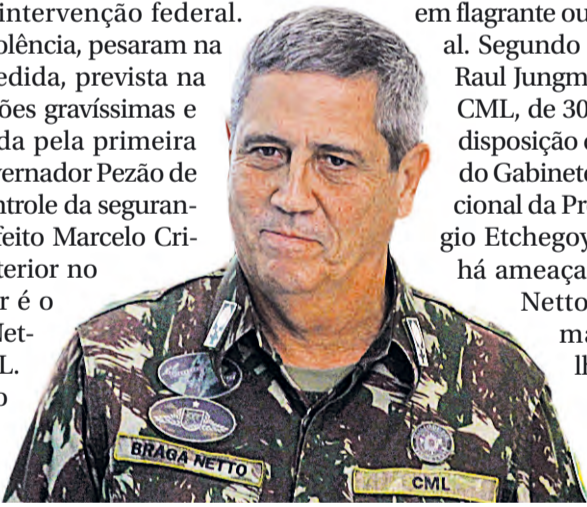 intervenção federal.
olência, pesaram na
edida, prevista na
ões gravíssimas e
da pela primeira
vernador Pezão de
ntrole da seguran-
feito Marcelo Cri-
terior no
r é o
Net-
L.
o
em flagrante ou
al. Segundo
Raul Jungm
CML, de 30
disposição
do Gabinete
cional da Pr
gio Etchegoy
há ameaça
Netto
ma
lh
BRAGA NETTO
CML